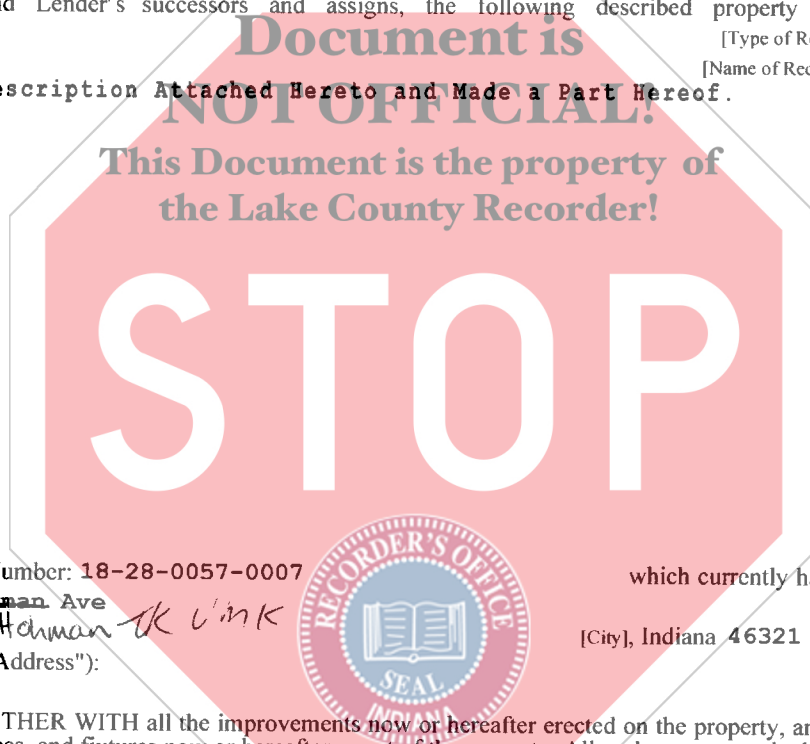 nd Lender's successors and assigns, the following described property
Document is
[Type of R
[Name of Rec
escription Attached Hereto and Made a Part Hereof.
NOT OFFICIAL!
This Document is the property of
the Lake County Recorder!
STOP
RECORDER'S OFFICE
umber: 18-28-0057-0007 which currently h
man Ave
[City], Indiana 46321
Address"):
SEAL
INDIANA
THER WITH all the improvements now or hereafter erected on the property, a